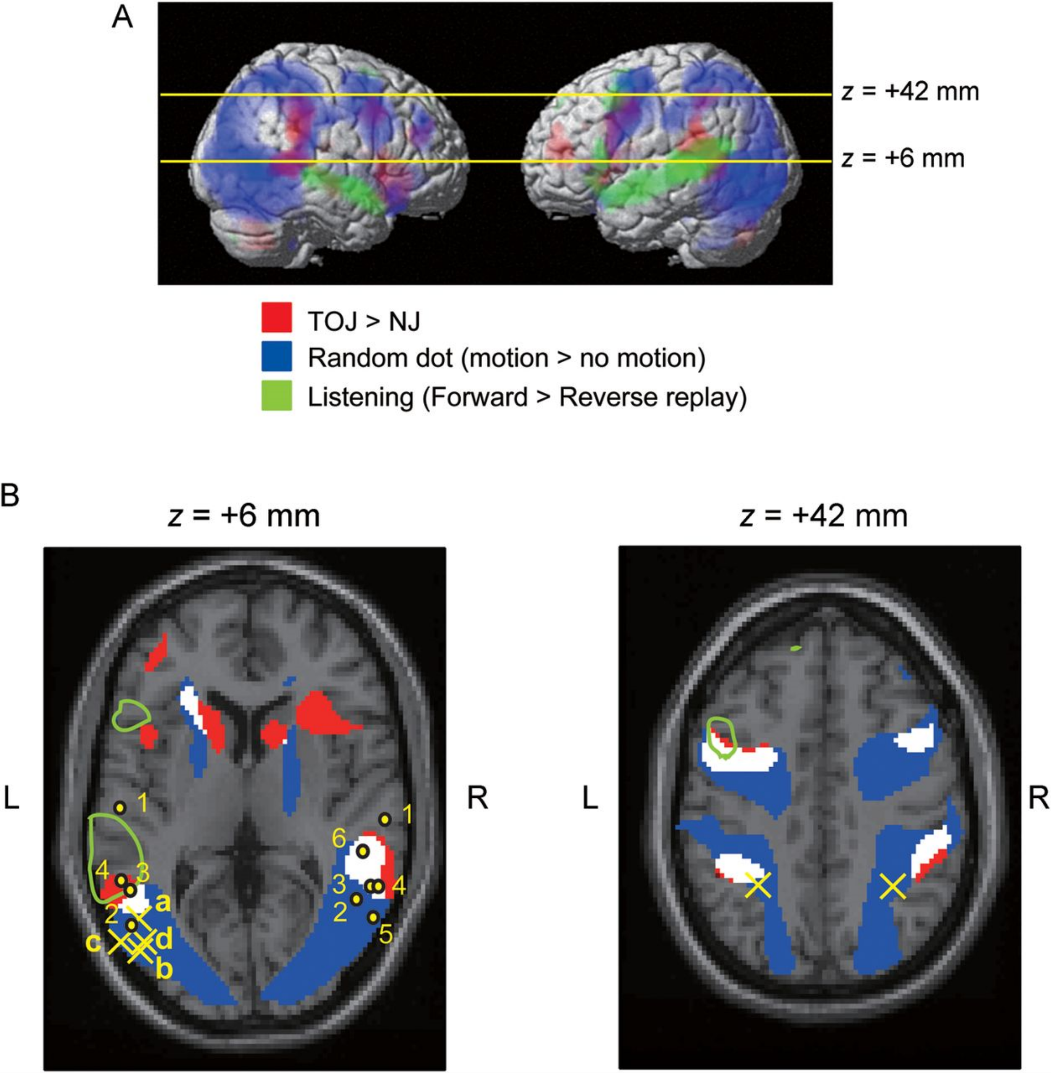 A
z = +42 mm
z = +6 mm
TOJ > NJ
Random dot (motion > no motion)
Listening (Forward > Reverse replay)
B
z = +6 mm
z = +42 mm
L
R
L
R
1
1
6
4
3
3
4
2
a
2
5
c
d
b